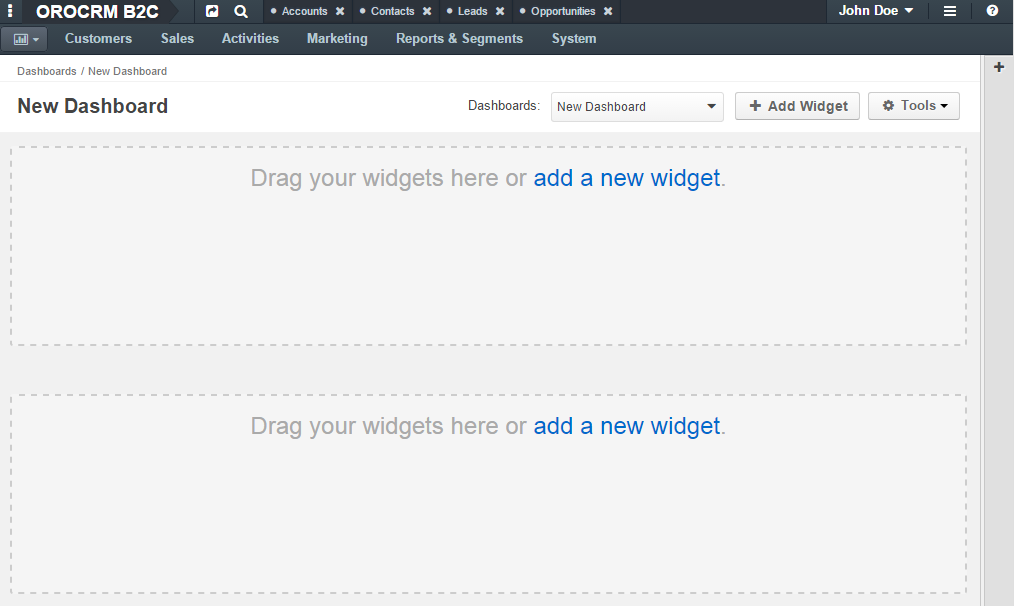 OROCRM B2C
Accounts × Contacts × Leads × Opportunities ×
John Doe
?
Customers Sales Activities Marketing Reports & Segments System
Dashboards / New Dashboard
New Dashboard
Dashboards: New Dashboard
+ Add Widget
Tools
+
Drag your widgets here or add a new widget.
Drag your widgets here or add a new widget.